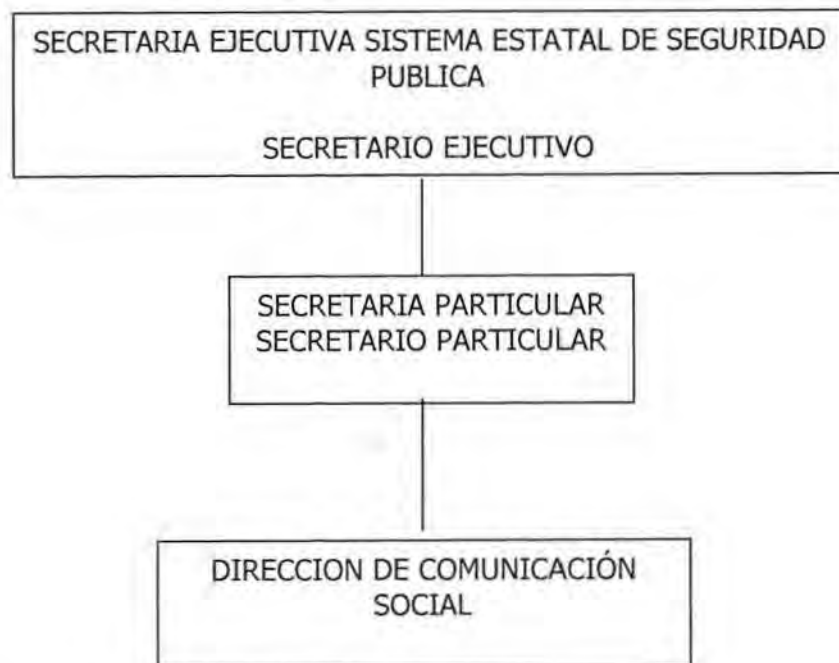 SECRETARIA EJECUTIVA SISTEMA ESTATAL DE SEGURIDAD
PUBLICA
SECRETARIO EJECUTIVO
SECRETARIA PARTICULAR
SECRETARIO PARTICULAR
DIRECCION DE COMUNICACIÓN
SOCIAL